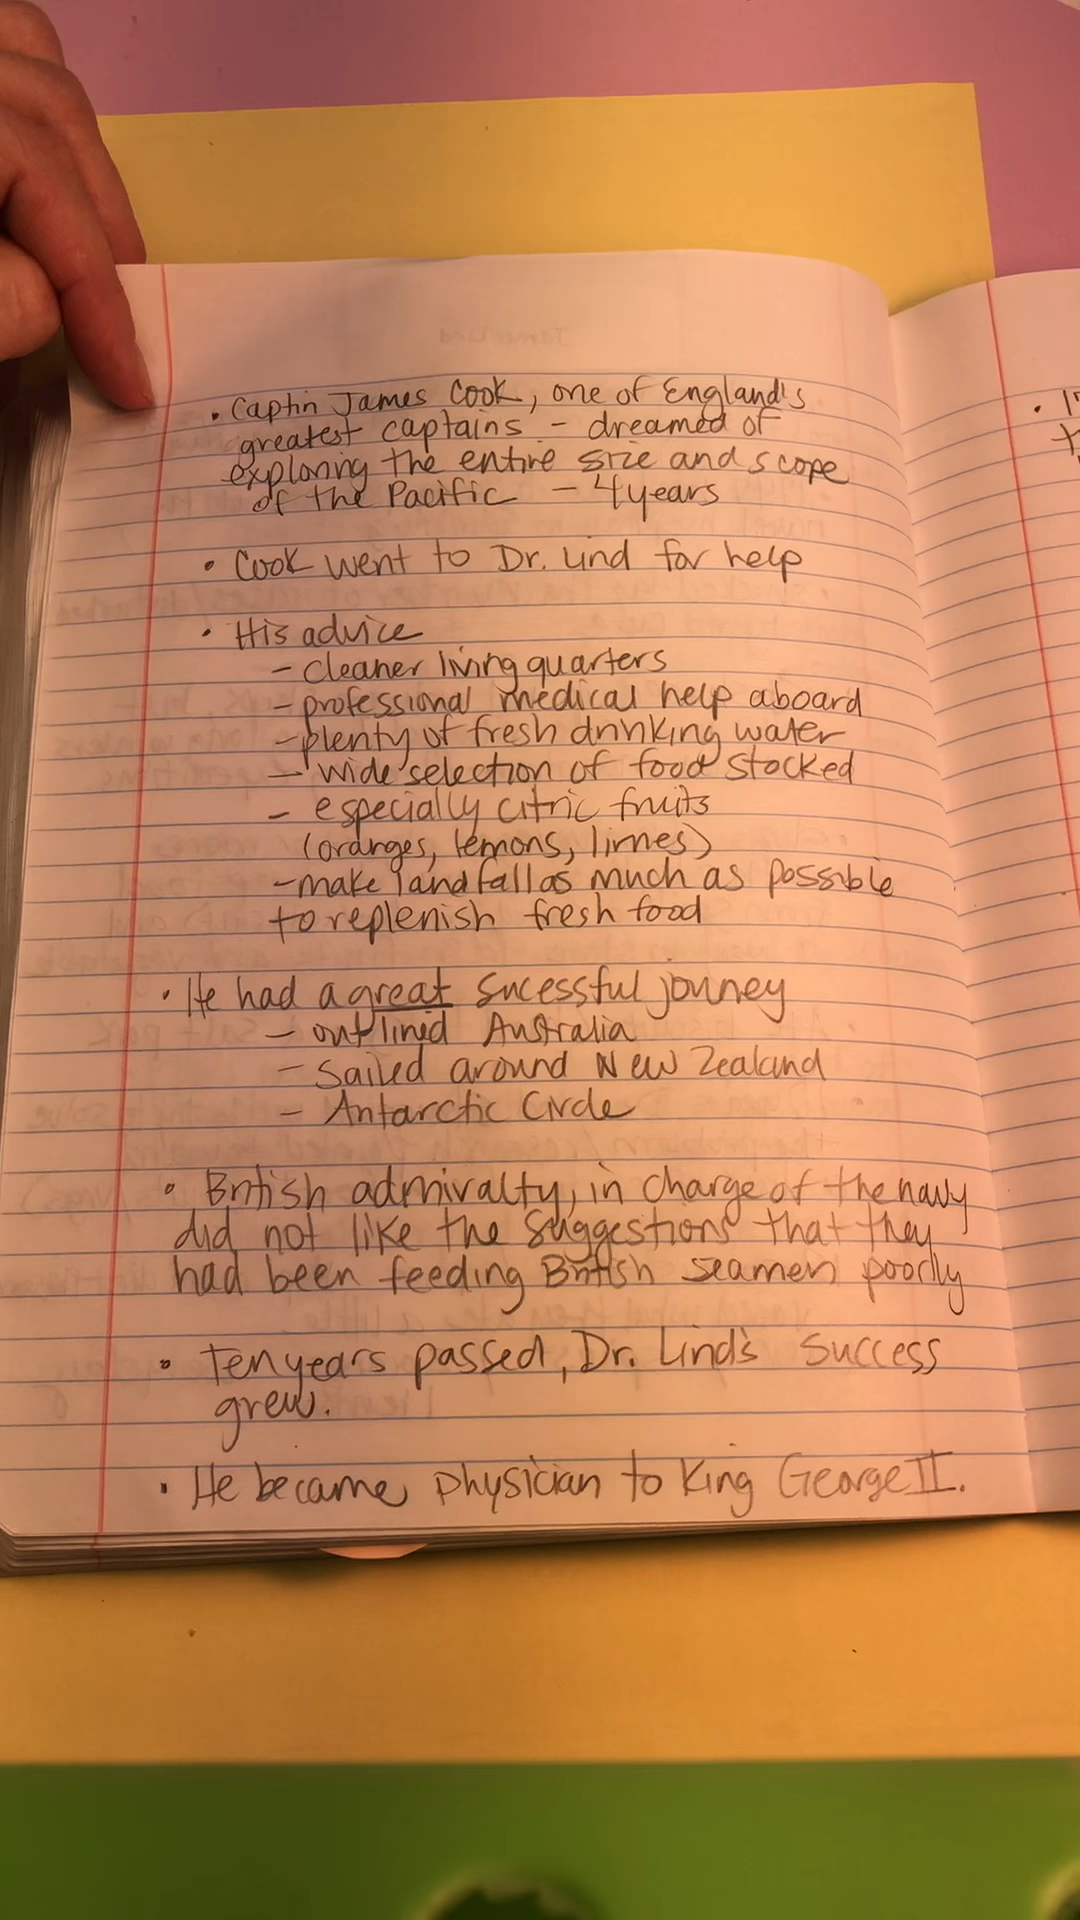 • Captin James Cook, one of England's
greatest captains - dreamed of
exploring the entire size and scope
of the Pacific - 4 years
• Cook went to Dr. Lind for help
• His advice
- cleaner living quarters
- professional medical help aboard
- plenty of fresh drinking water
- wide selection of food stocked
- especially citric fruits
(oranges, lemons, limes)
- make landfall as much as possible
to replenish fresh food
• He had a great sucessful jouney
- outlined Australia
- sailed around New Zealand
- Antarctic Circle
• British admiralty, in charge of the navy
did not like the suggestions that they
had been feeding British seamen poorly
• Ten years passed, Dr. Lind's success
grew.
• He became physician to King George II.